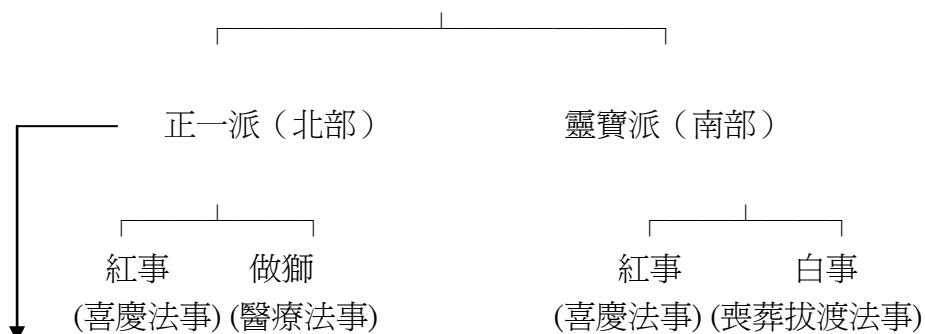 正一派（北部） 靈寶派（南部）
紅事 做獅 紅事 白事
(喜慶法事) (醫療法事) (喜慶法事) (喪葬拔渡法事)